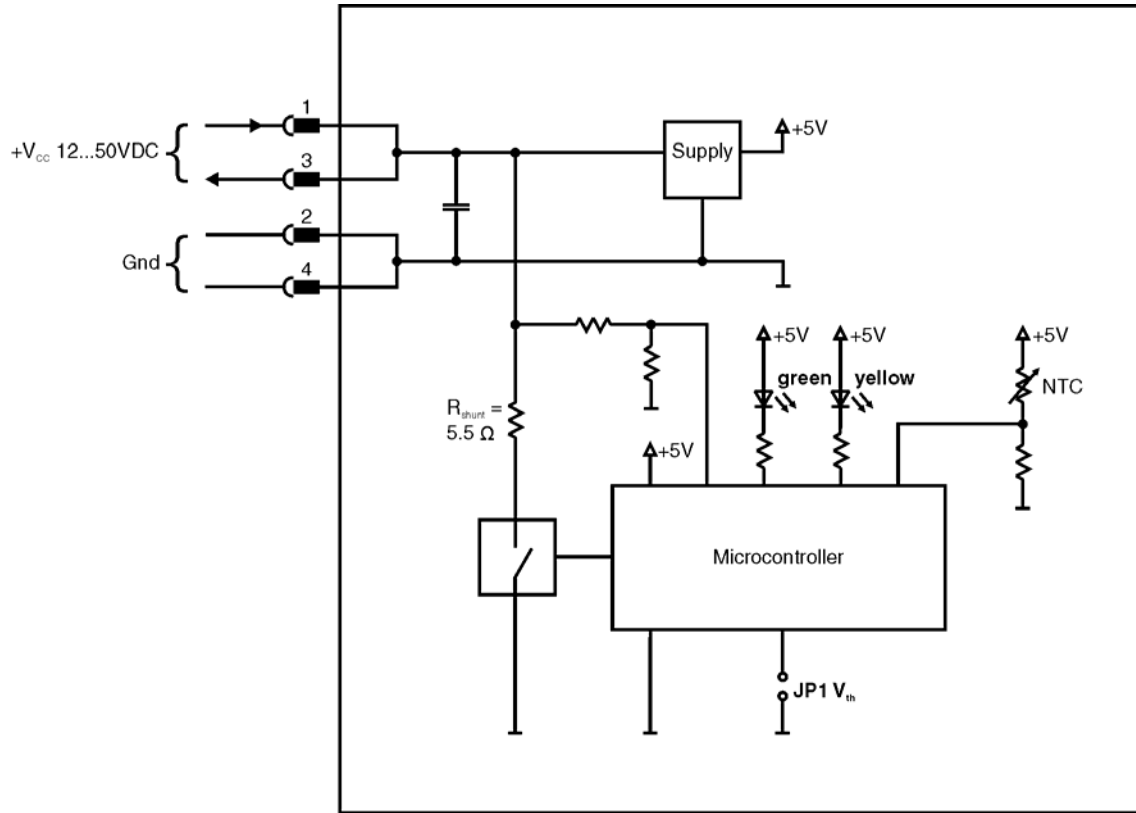 1
+Vcc 12...50VDC
3
2
Gnd
4
Supply
+5V
+5V
+5V
+5V
green
yellow
NTC
Rshunt =
5.5 Ω
+5V
Microcontroller
JP1 Vth